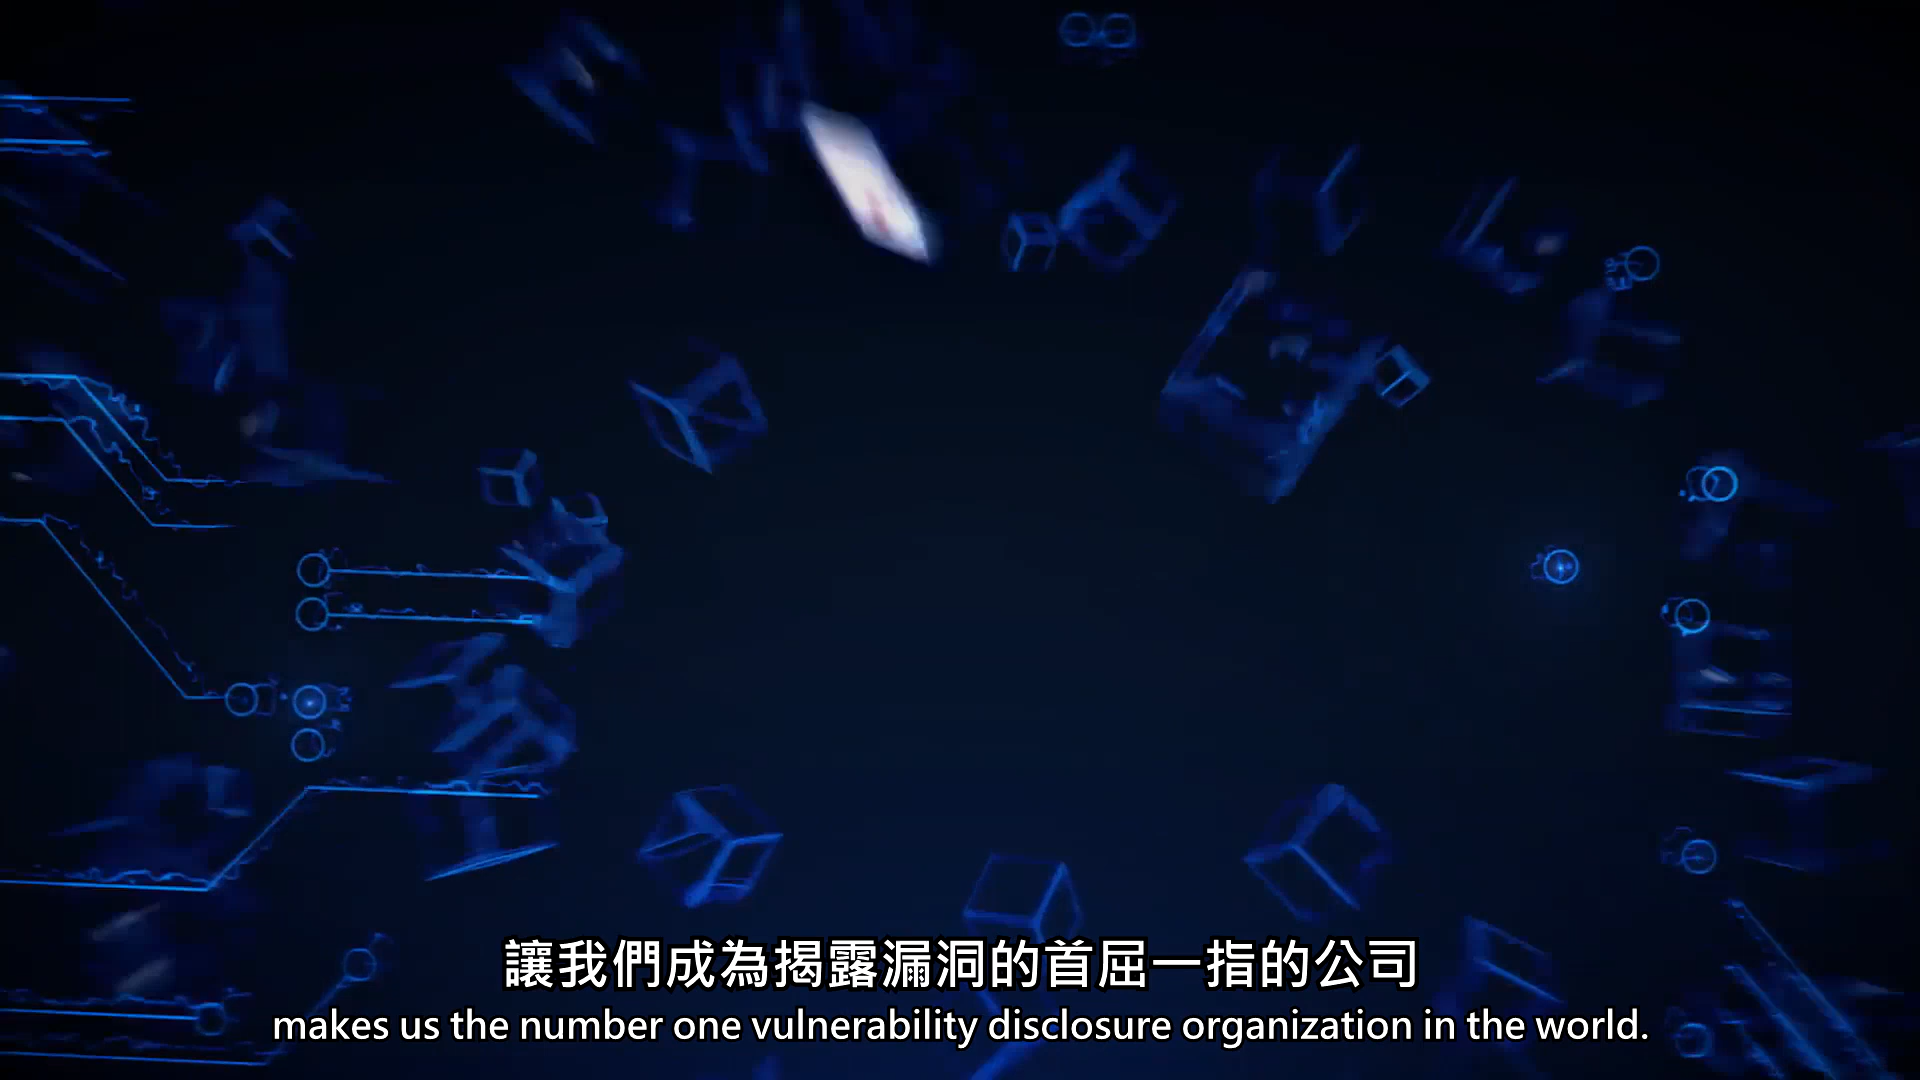 讓我們成為揭露漏洞的首屈一指的公司
makes us the number one vulnerability disclosure organization in the world.